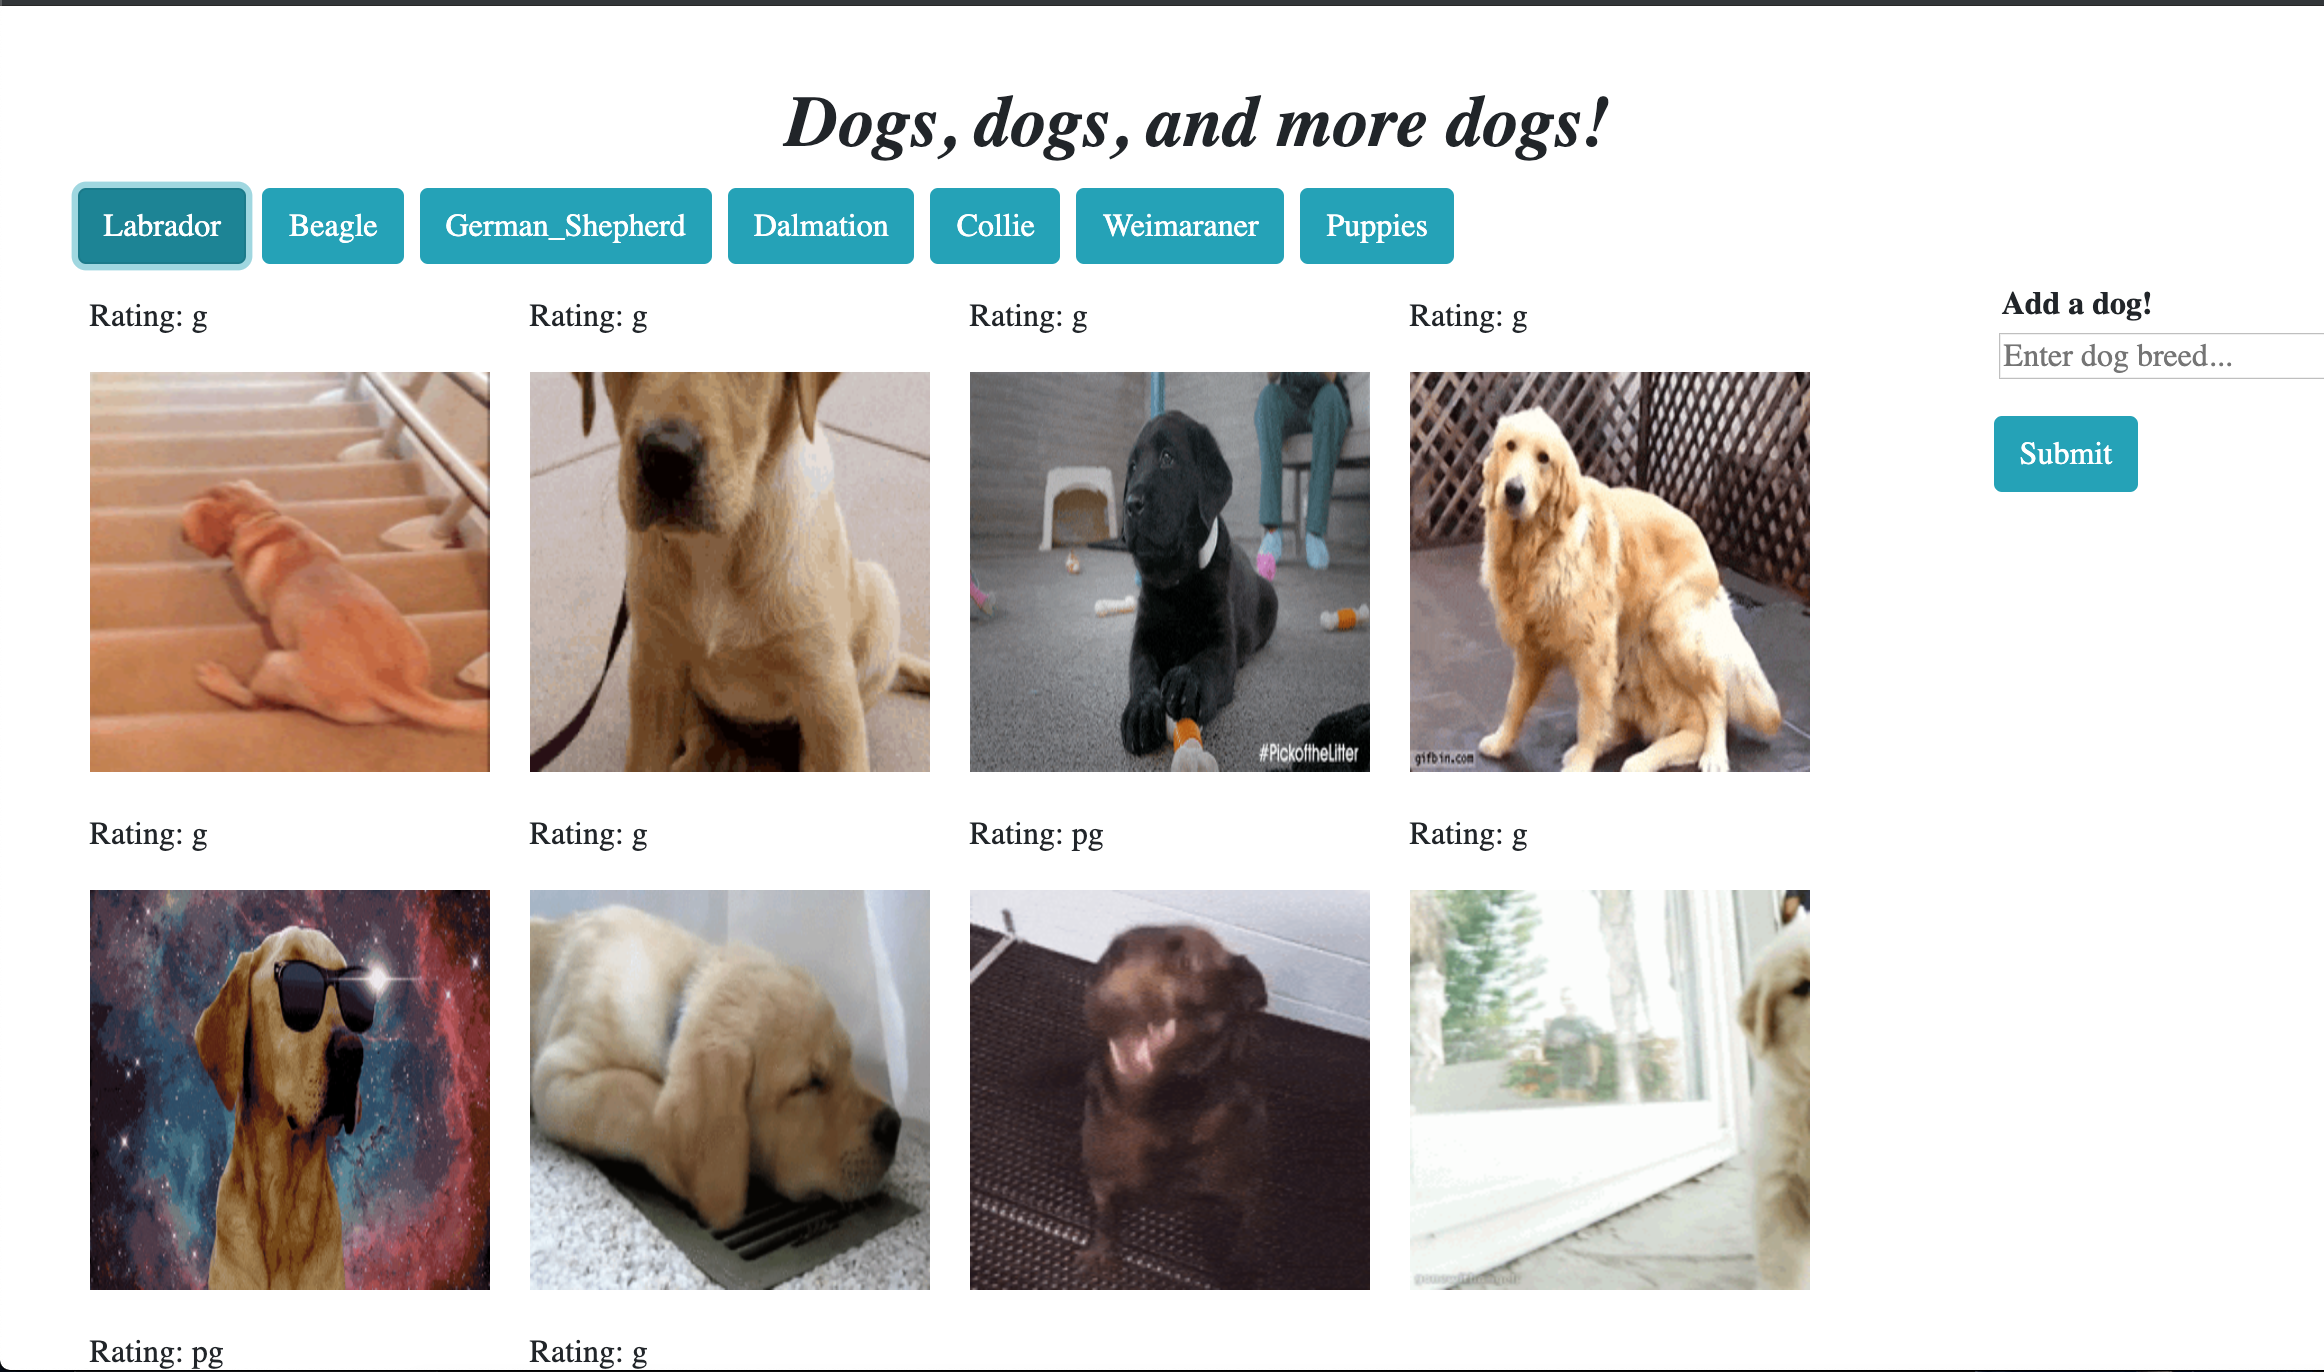 Dogs, dogs, and more dogs!
Labrador Beagle German_Shepherd Dalmation Collie Weimaraner Puppies
Rating: g Rating: g Rating: g Rating: g
Add a dog!
Enter dog breed...
Submit
#PickoftheLitter
gifbin.com
Rating: g Rating: g Rating: pg Rating: g
Rating: pg Rating: g